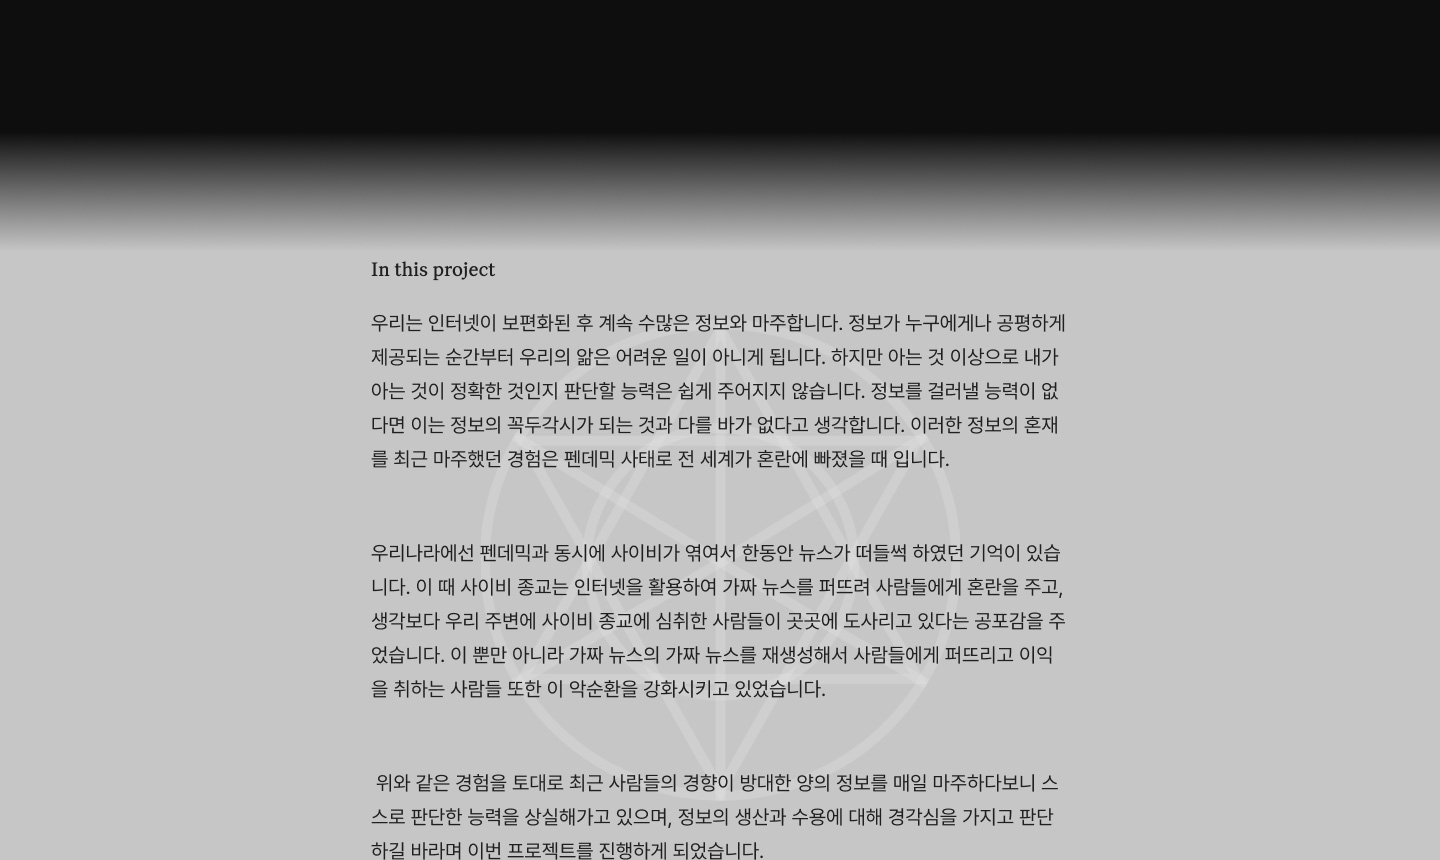 In this project
우리는 인터넷이 보편화된 후 계속 수많은 정보와 마주합니다. 정보가 누구에게나 공평하게
제공되는 순간부터 우리의 앎은 어려운 일이 아니게 됩니다. 하지만 아는 것 이상으로 내가
아는 것이 정확한 것인지 판단할 능력은 쉽게 주어지지 않습니다. 정보를 걸러낼 능력이 없
다면 이는 정보의 꼭두각시가 되는 것과 다를 바가 없다고 생각합니다. 이러한 정보의 혼재
를 최근 마주했던 경험은 펜데믹 사태로 전 세계가 혼란에 빠졌을 때 입니다.
우리나라에선 펜데믹과 동시에 사이비가 엮여서 한동안 뉴스가 떠들썩 하였던 기억이 있습
니다. 이 때 사이비 종교는 인터넷을 활용하여 가짜 뉴스를 퍼뜨려 사람들에게 혼란을 주고,
생각보다 우리 주변에 사이비 종교에 심취한 사람들이 곳곳에 도사리고 있다는 공포감을 주
었습니다. 이 뿐만 아니라 가짜 뉴스의 가짜 뉴스를 재생성해서 사람들에게 퍼뜨리고 이익
을 취하는 사람들 또한 이 악순환을 강화시키고 있었습니다.
위와 같은 경험을 토대로 최근 사람들의 경향이 방대한 양의 정보를 매일 마주하다보니 스
스로 판단한 능력을 상실해가고 있으며, 정보의 생산과 수용에 대해 경각심을 가지고 판단
하길 바라며 이번 프로젝트를 진행하게 되었습니다.